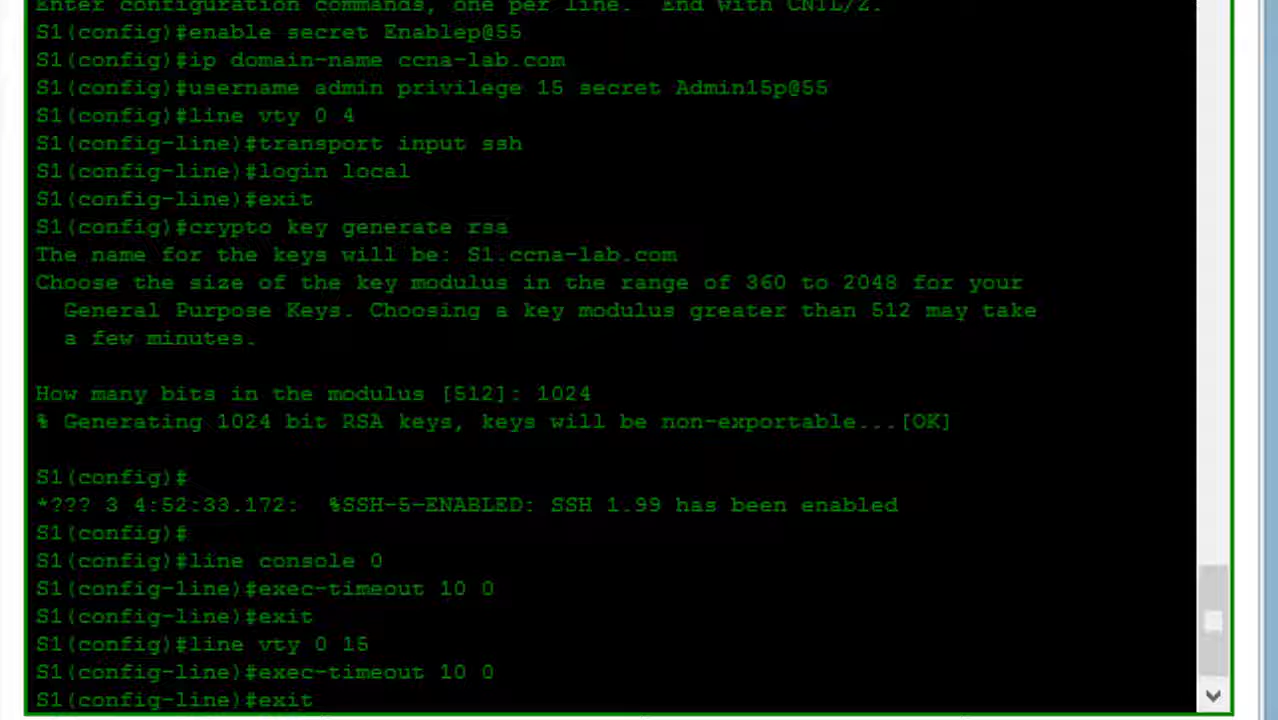 Enter configuration commands, one per line.  End with CNTL/Z.
S1(config)#enable secret Enablep@55
S1(config)#ip domain-name ccna-lab.com
S1(config)#username admin privilege 15 secret Admin15p@55
S1(config)#line vty 0 4
S1(config-line)#transport input ssh
S1(config-line)#login local
S1(config-line)#exit
S1(config)#crypto key generate rsa
The name for the keys will be: S1.ccna-lab.com
Choose the size of the key modulus in the range of 360 to 2048 for your
  General Purpose Keys. Choosing a key modulus greater than 512 may take
  a few minutes.
How many bits in the modulus [512]: 1024
% Generating 1024 bit RSA keys, keys will be non-exportable...[OK]
S1(config)#
*??? 3 4:52:33.172:  %SSH-5-ENABLED: SSH 1.99 has been enabled
S1(config)#
S1(config)#line console 0
S1(config-line)#exec-timeout 10 0
S1(config-line)#exit
S1(config)#line vty 0 15
S1(config-line)#exec-timeout 10 0
S1(config-line)#exit